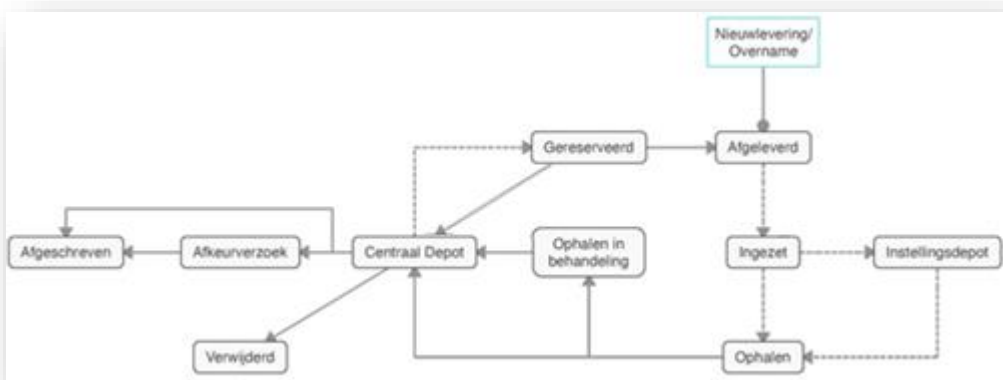 Nieuwlevering/
Overname
Gereserveerd
Afgeleverd
Afgeschreven
Afkeurverzoek
Centraal Depot
Ophalen in
behandeling
Ingezet
Instellingsdepot
Verwijderd
Ophalen